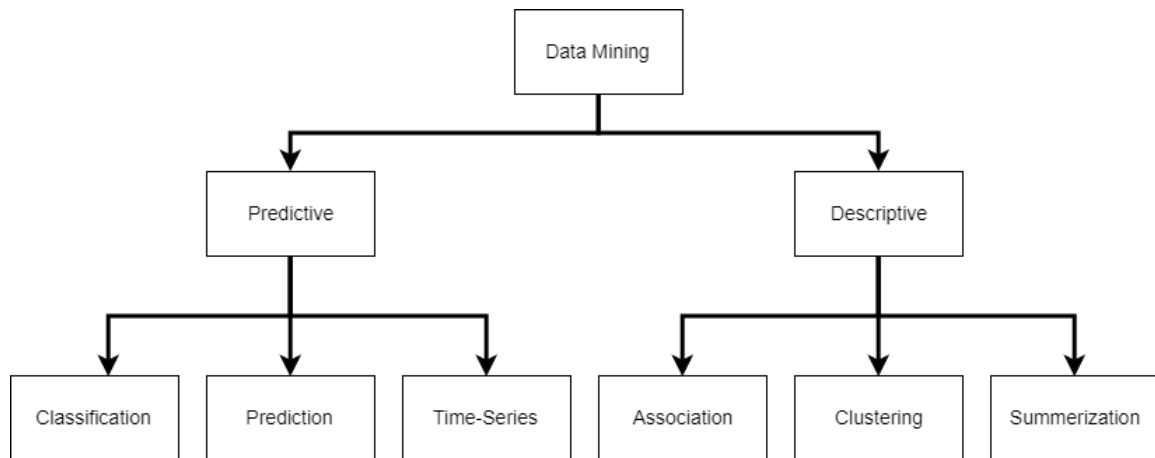 Data Mining
Predictive
Descriptive
Classification
Prediction
Time-Series
Association
Clustering
Summerization